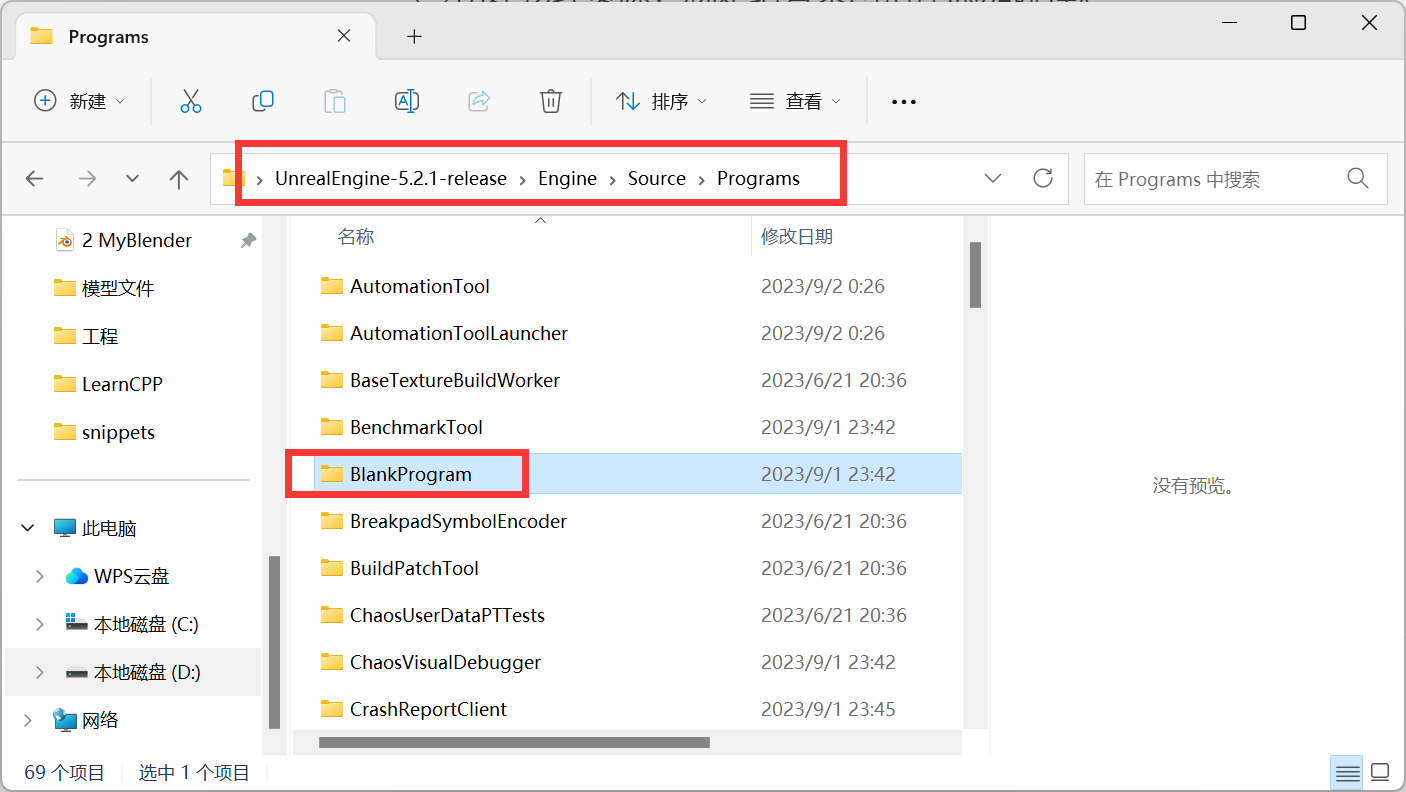 Programs
新建
排序
查看
UnrealEngine-5.2.1-release > Engine > Source > Programs
在 Programs 中搜索
2 MyBlender
模型文件
工程
LearnCPP
snippets
此电脑
WPS云盘
本地磁盘 (C:)
本地磁盘 (D:)
网络
名称 修改日期
AutomationTool 2023/9/2 0:26
AutomationToolLauncher 2023/9/2 0:26
BaseTextureBuildWorker 2023/6/21 20:36
BenchmarkTool 2023/9/1 23:42
BlankProgram 2023/9/1 23:42
BreakpadSymbolEncoder 2023/6/21 20:36
BuildPatchTool 2023/6/21 20:36
ChaosUserDataPTTests 2023/6/21 20:36
ChaosVisualDebugger 2023/9/1 23:42
CrashReportClient 2023/9/1 23:45
没有预览。
69 个项目 选中 1 个项目